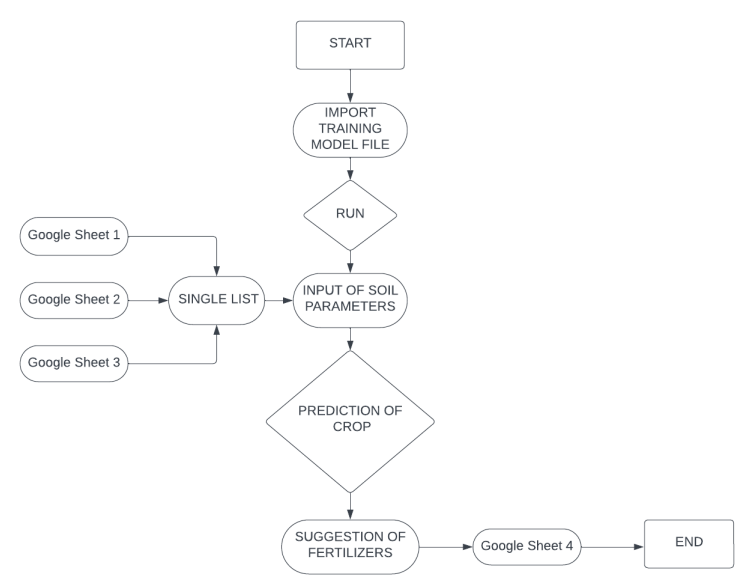 START
IMPORT
TRAINING
MODEL FILE
RUN
Google Sheet 1
Google Sheet 2
Google Sheet 3
SINGLE LIST
INPUT OF SOIL
PARAMETERS
PREDICTION OF
CROP
SUGGESTION OF
FERTILIZERS
Google Sheet 4
END